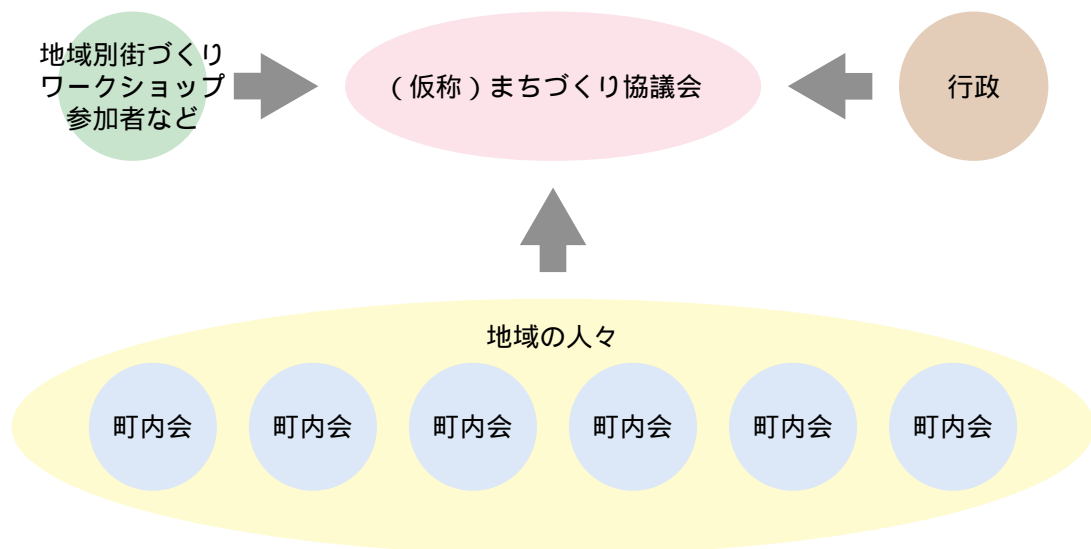 地域別街づくり
ワークショップ
参加者など
（仮称）まちづくり協議会
行政
地域の人々
町内会
町内会
町内会
町内会
町内会
町内会